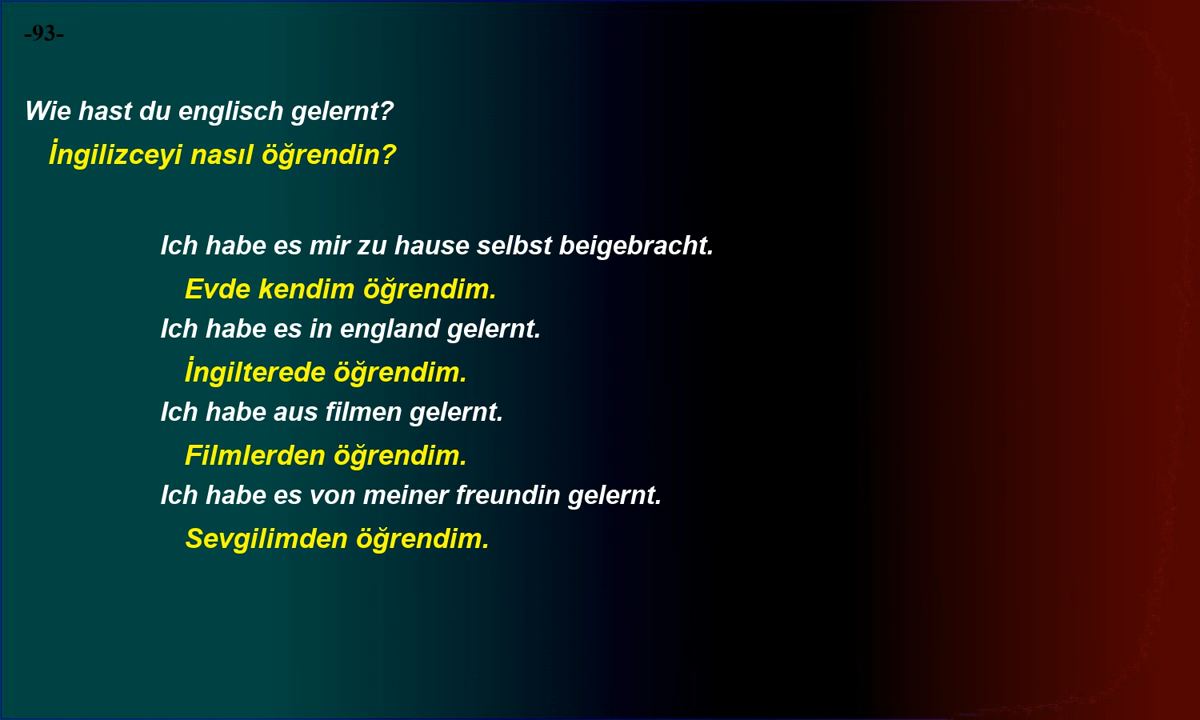 -93-
Wie hast du englisch gelernt?
İngilizceyi nasıl öğrendin?
Ich habe es mir zu hause selbst beigebracht.
Evde kendim öğrendim.
Ich habe es in england gelernt.
İngilterede öğrendim.
Ich habe aus filmen gelernt.
Filmlerden öğrendim.
Ich habe es von meiner freundin gelernt.
Sevgilimden öğrendim.